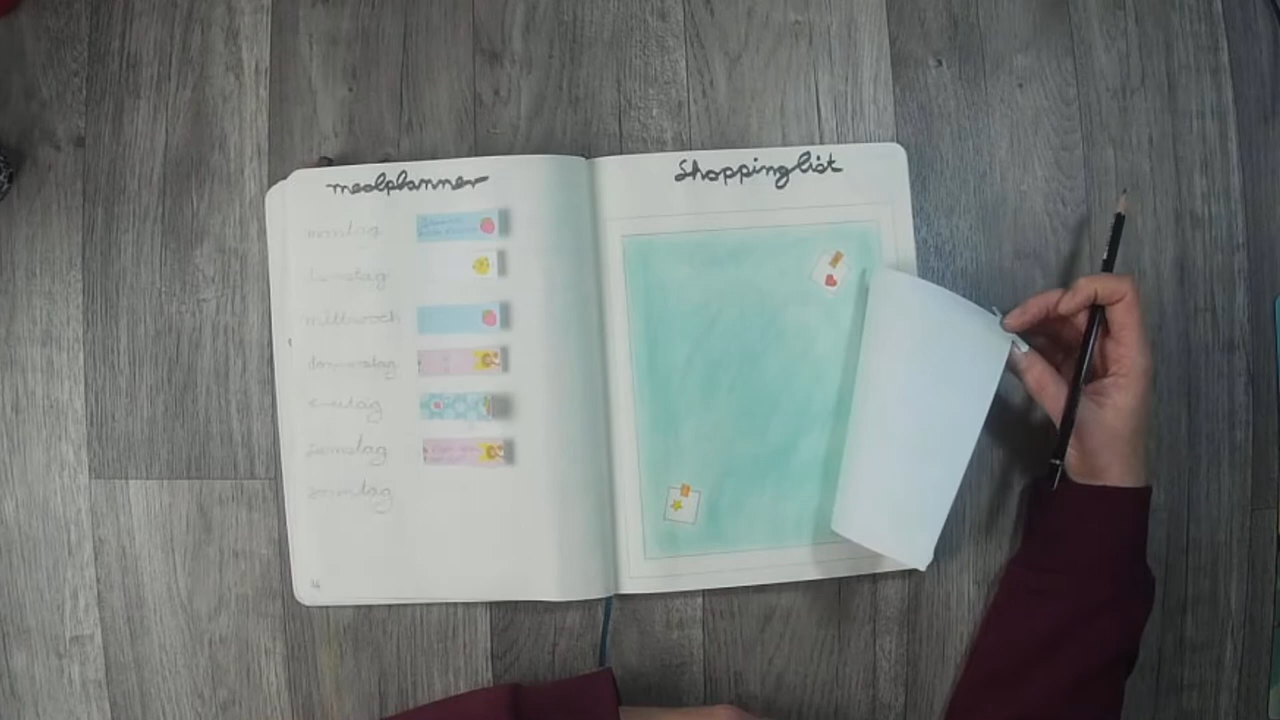 mealplanner
montag
dienstag
mittwoch
donnerstag
freitag
samstag
sonntag
Shoppinglist